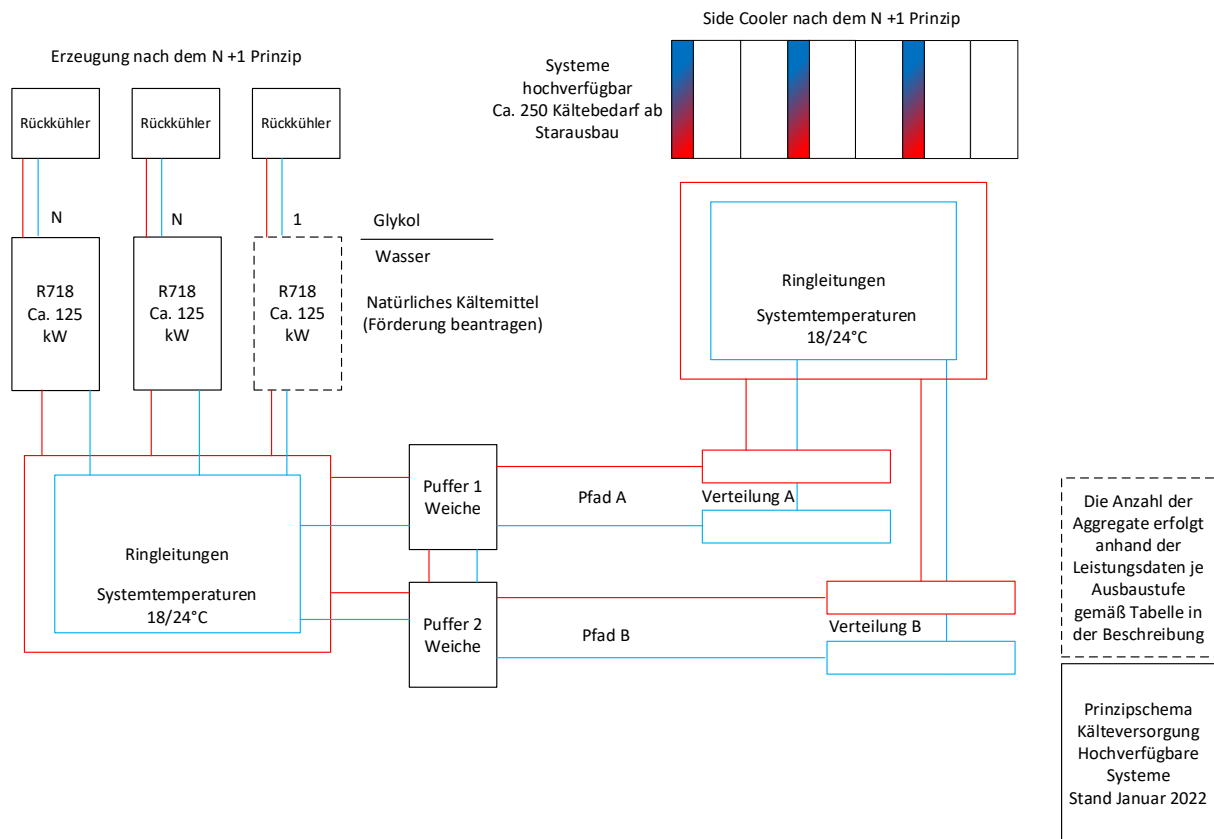 Side Cooler nach dem N +1 Prinzip
Erzeugung nach dem N +1 Prinzip
Systeme
hochverfügbar
Ca. 250 Kältebedarf ab
Starausbau
Rückkühler
Rückkühler
Rückkühler
N
N
1
Glykol
Wasser
R718
Ca. 125
kW
R718
Ca. 125
kW
R718
Ca. 125
kW
Natürliches Kältemittel
(Förderung beantragen)
Ringleitungen
Systemtemperaturen
18/24°C
Puffer 1
Weiche
Pfad A
Verteilung A
Ringleitungen
Systemtemperaturen
18/24°C
Puffer 2
Weiche
Pfad B
Verteilung B
Die Anzahl der
Aggregate erfolgt
anhand der
Leistungsdaten je
Ausbaustufe
gemäß Tabelle in
der Beschreibung
Prinzipschema
Kälteversorgung
Hochverfügbare
Systeme
Stand Januar 2022